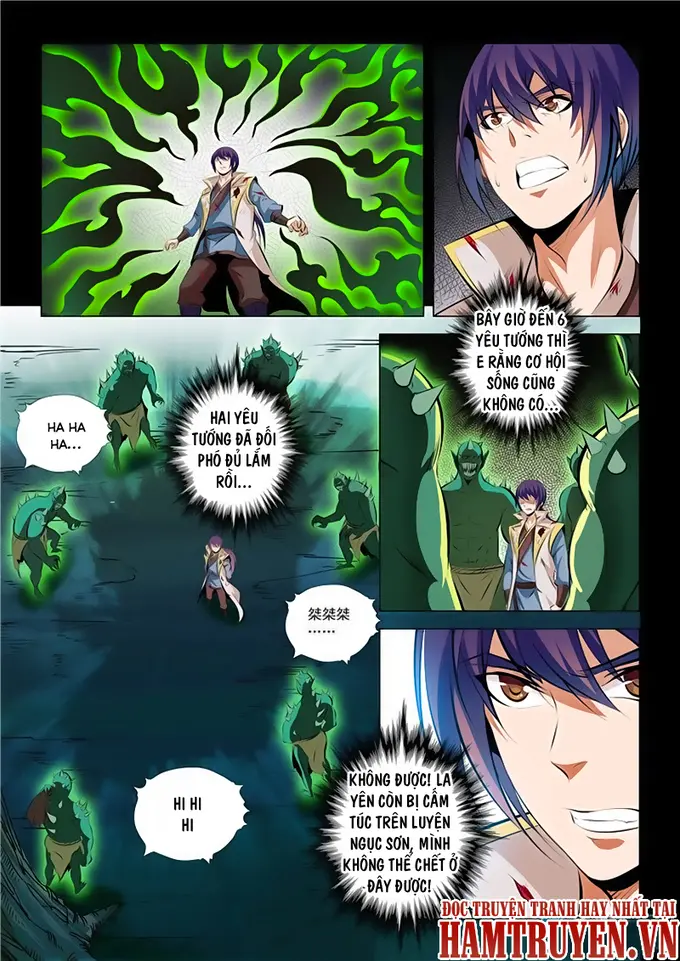 HA HA
HA...
HAI YÊU
TƯỚNG ĐÃ ĐỐI
PHÓ ĐỦ LẮM
RỒI...
BÂY GIỜ ĐẾN 6
YÊU TƯỚNG THÌ
E RẰNG CƠ HỘI
SỐNG CŨNG
KHÔNG CÓ...
桀桀桀
……
HI HI
HI
KHÔNG ĐƯỢC! LA
YÊN CÒN BỊ CẤM
TÚC TRÊN LUYỆN
NGỤC SƠN, MÌNH
KHÔNG THỂ CHẾT Ở
ĐÂY ĐƯỢC!
ĐỌC TRUYỆN TRANH HAY NHẤT TẠI
HAMTRUYEN.VN